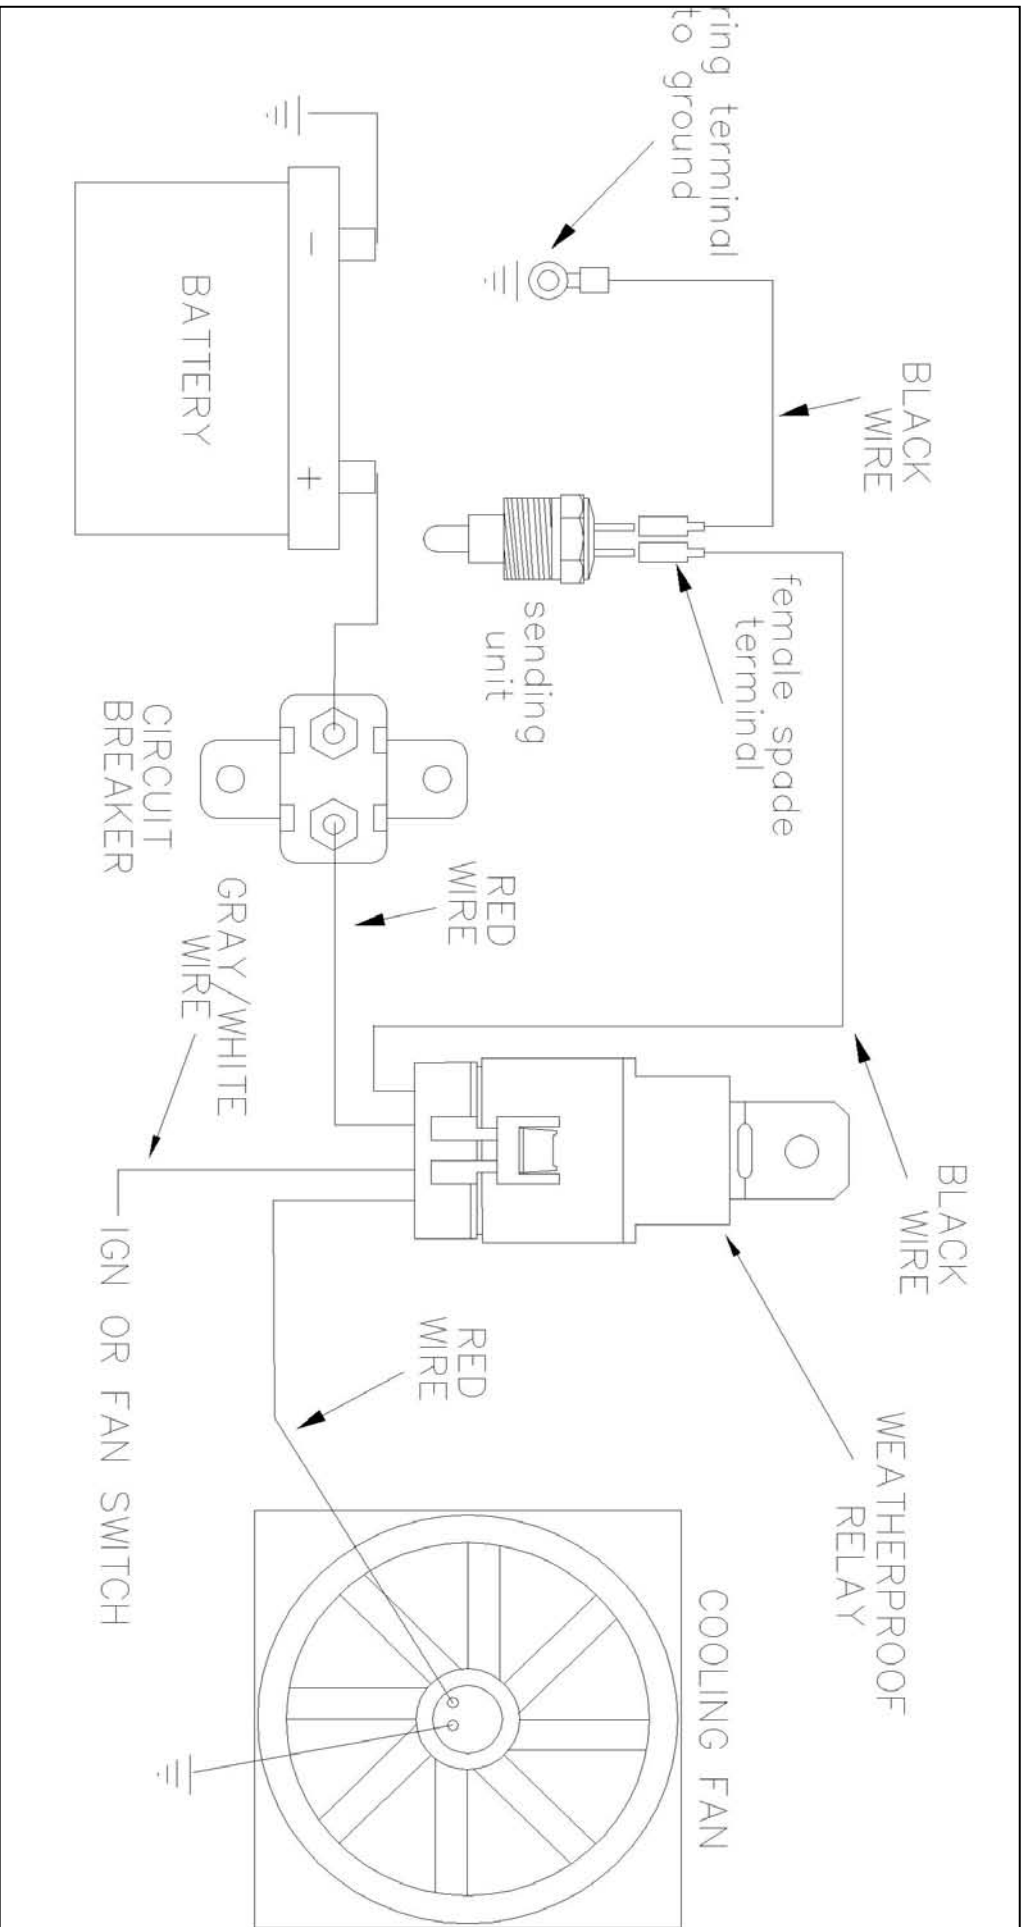 ring terminal
to ground
BLACK
WIRE
female spade
terminal
BLACK
WIRE
WEATHERPROOF
RELAY
COOLING FAN
sending
unit
RED
WIRE
RED
WIRE
- +
BATTERY
CIRCUIT
BREAKER
GRAY/WHITE
WIRE
IGN OR FAN SWITCH